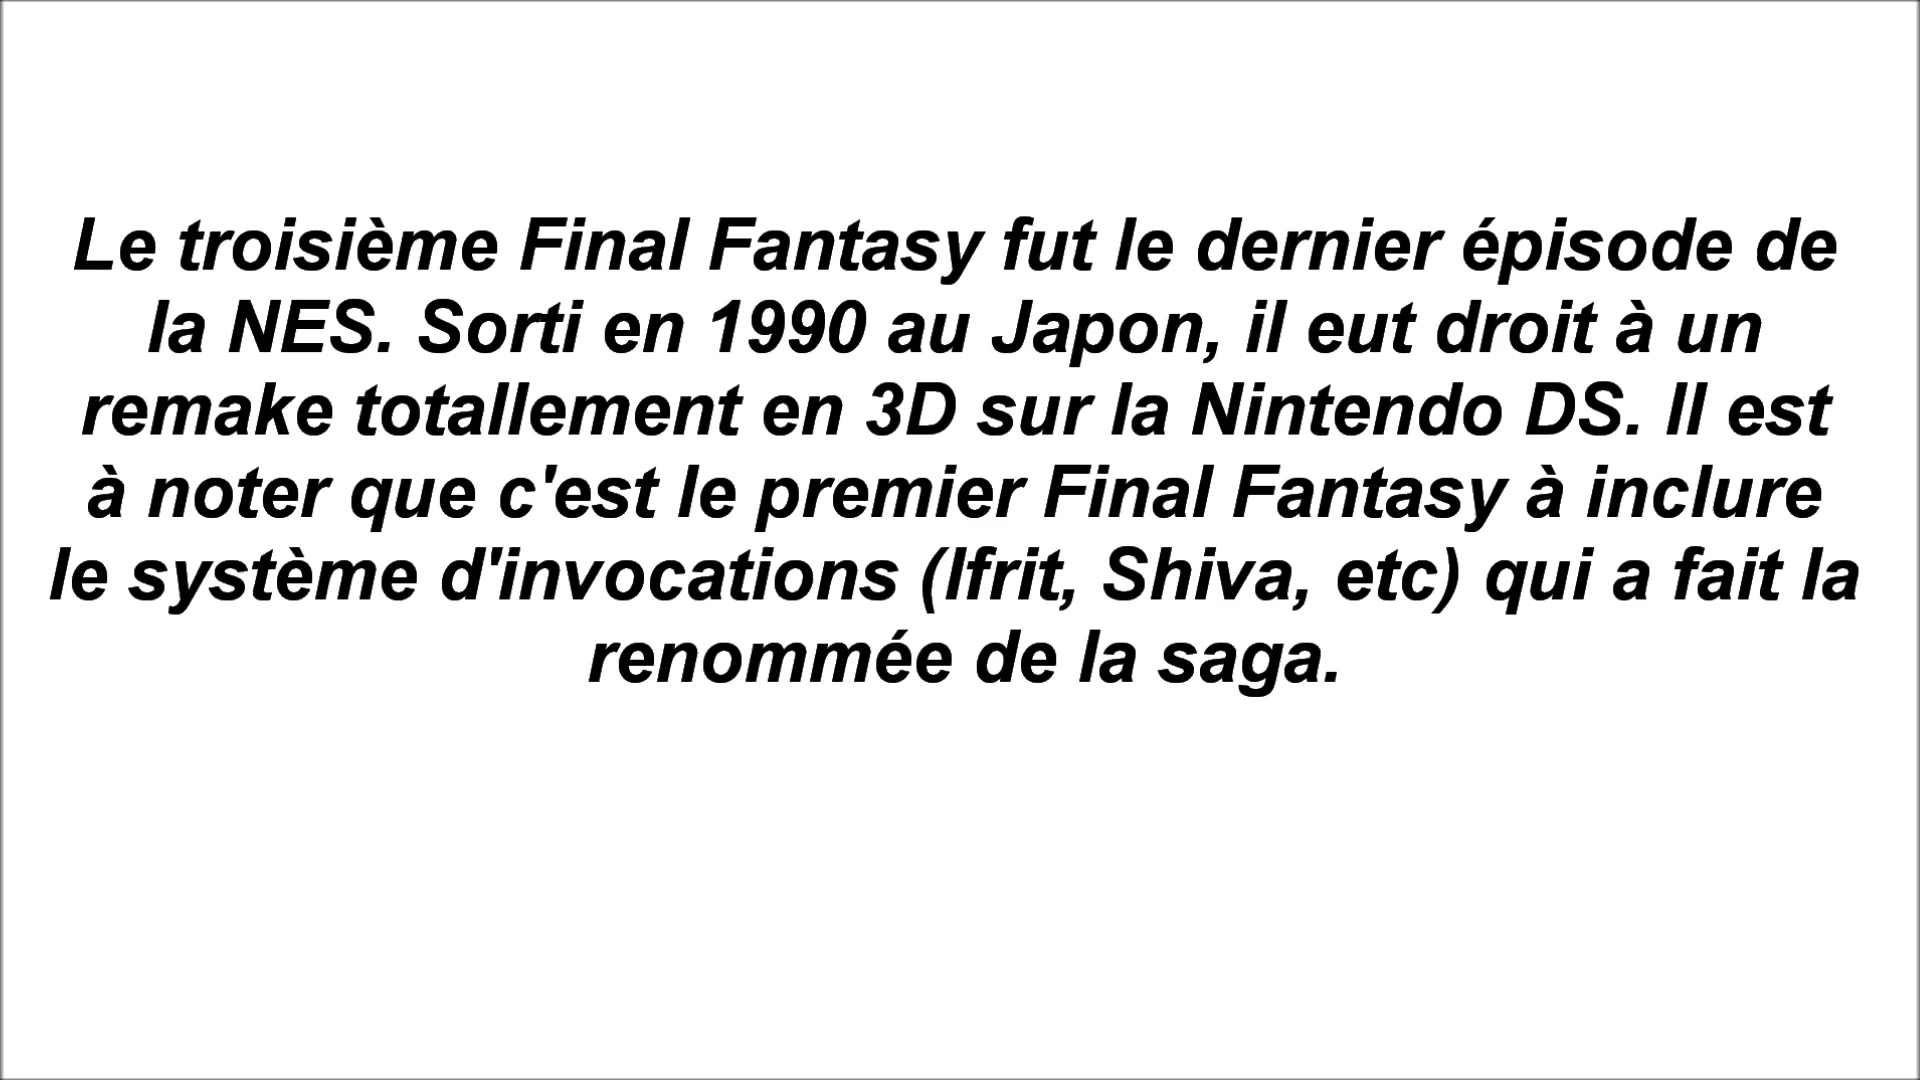 Le troisième Final Fantasy fut le dernier épisode de
la NES. Sorti en 1990 au Japon, il eut droit à un
remake totallement en 3D sur la Nintendo DS. Il est
à noter que c'est le premier Final Fantasy à inclure
le système d'invocations (Ifrit, Shiva, etc) qui a fait la
renommée de la saga.